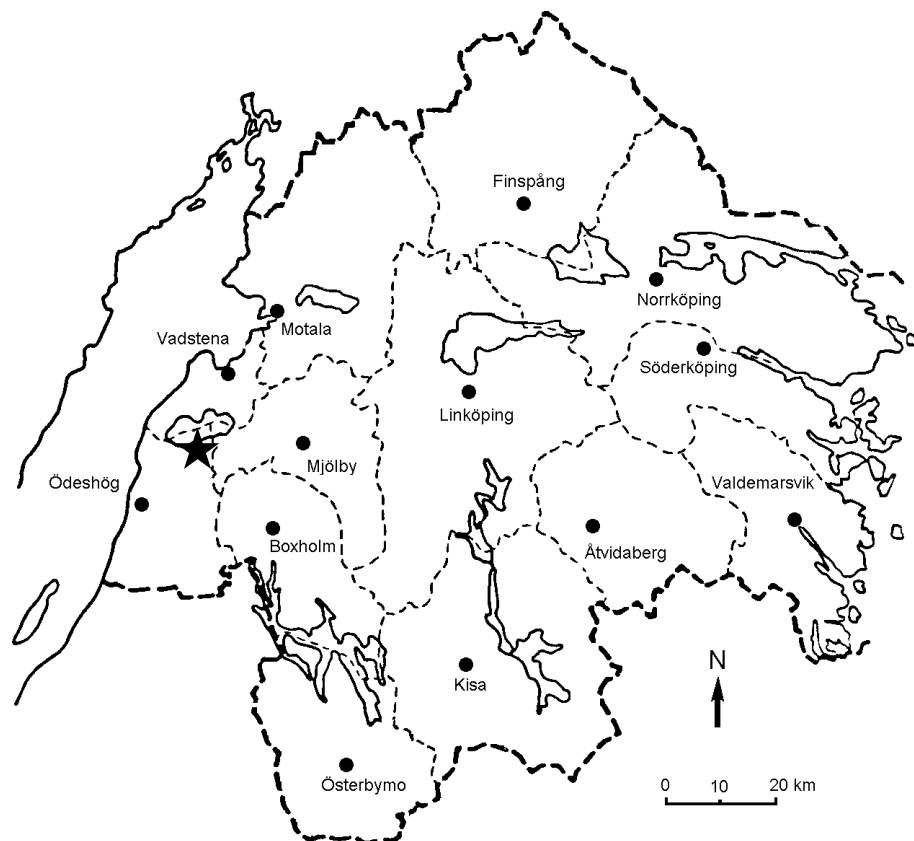 Finspång
Norrköping
Motala
Vadstena
Söderköping
Linköping
Mjölby
Ödeshög
Valdemarsvik
Boxholm
Åtvidaberg
N
Kisa
Österbymo
0 10 20 km